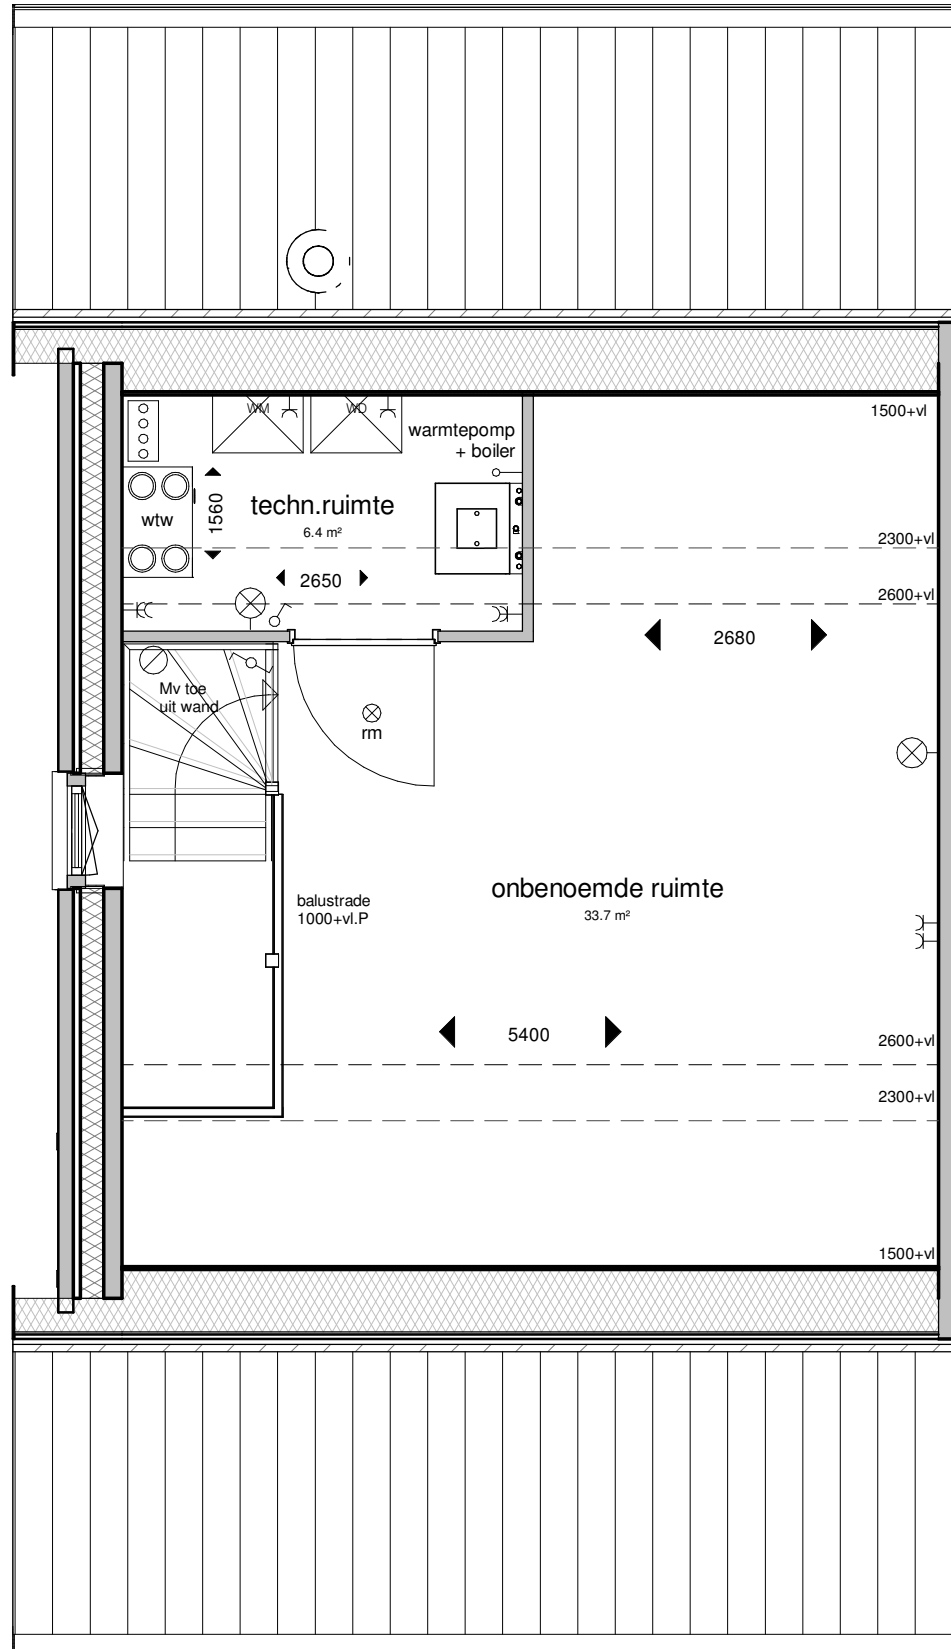 1500+vl
WM
WD
warmtepomp
+ boiler
techn.ruimte
6.4 m²
1560
wtw
2300+vl
2650
2600+vl
2680
Mv toe
uit wand
rm
onbenoemde ruimte
33.7 m²
balustrade
1000+vl.P
5400
2600+vl
2300+vl
1500+vl